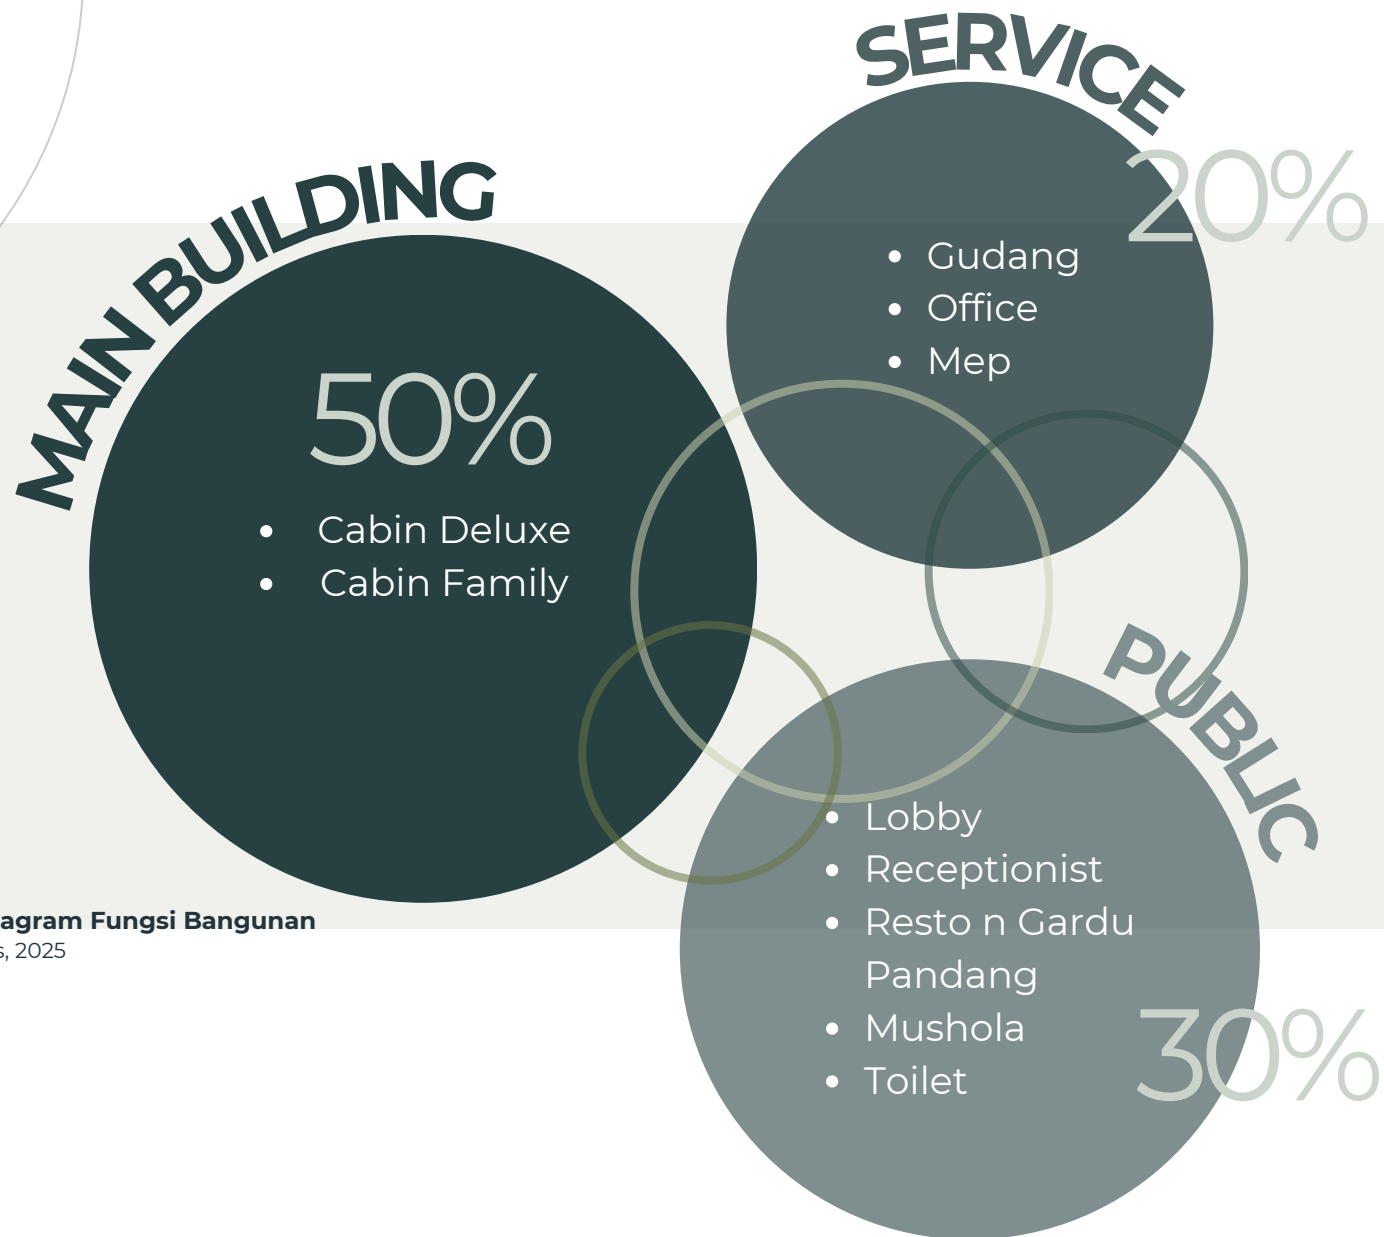 SERVICE
20%
Gudang
Office
Mep
MAIN BUILDING
50%
Cabin Deluxe
Cabin Family
PUBLIC
Lobby
Receptionist
Resto n Gardu
Pandang
Mushola
Toilet
30%
agram Fungsi Bangunan
s, 2025